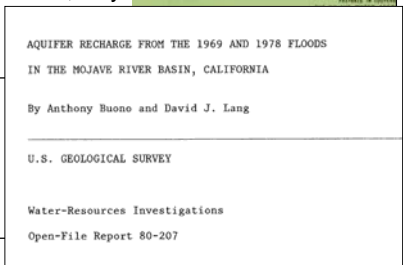 AQUIFER RECHARGE FROM THE 1969 AND 1978 FLOODS
IN THE MOJAVE RIVER BASIN, CALIFORNIA
By Anthony Buono and David J. Lang
U.S. GEOLOGICAL SURVEY
Water-Resources Investigations
Open-File Report 80-207